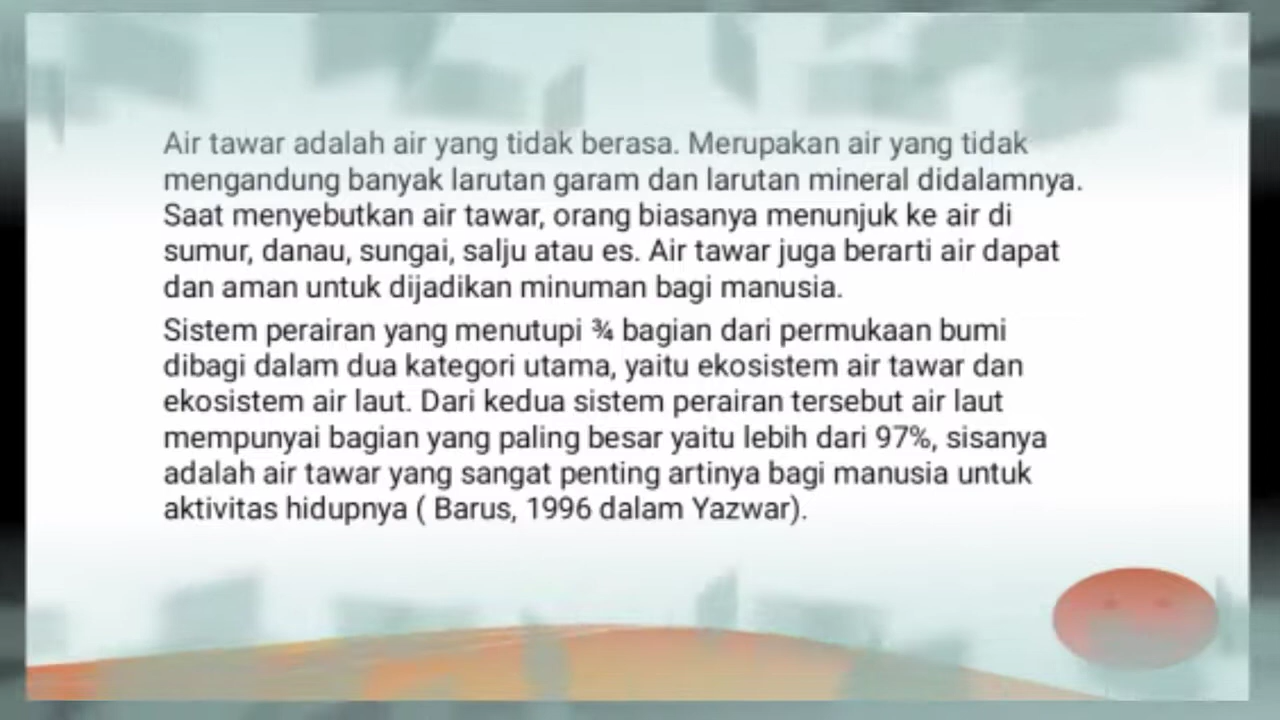 Air tawar adalah air yang tidak berasa. Merupakan air yang tidak
mengandung banyak larutan garam dan larutan mineral didalamnya.
Saat menyebutkan air tawar, orang biasanya menunjuk ke air di
sumur, danau, sungai, salju atau es. Air tawar juga berarti air dapat
dan aman untuk dijadikan minuman bagi manusia.
Sistem perairan yang menutupi ¾ bagian dari permukaan bumi
dibagi dalam dua kategori utama, yaitu ekosistem air tawar dan
ekosistem air laut. Dari kedua sistem perairan tersebut air laut
mempunyai bagian yang paling besar yaitu lebih dari 97%, sisanya
adalah air tawar yang sangat penting artinya bagi manusia untuk
aktivitas hidupnya ( Barus, 1996 dalam Yazwar).